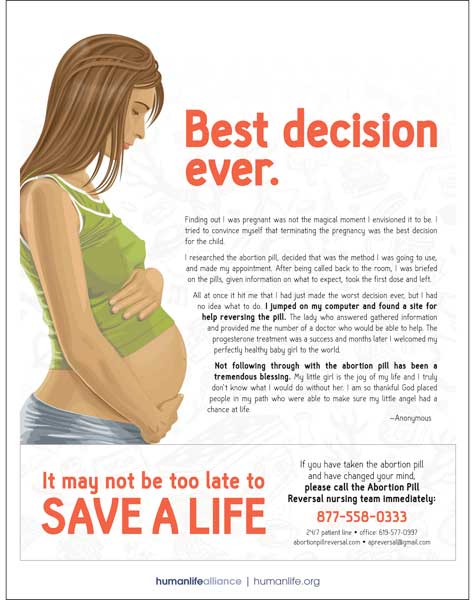 Best decision
ever.
Finding out I was pregnant was not the magical moment I envisioned it to be. I
tried to convince myself that terminating the pregnancy was the best decision
for the child.
I researched the abortion pill, decided that was the method I was going to use,
and made my appointment. After being called back to the room, I was briefed
on the pills, given information on what to expect, took the first dose and left.
All at once it hit me that I had just made the worst decision ever, but I had
no idea what to do. I jumped on my computer and found a site for
help reversing the pill. The lady who answered gathered information
and provided me the number of a doctor who would be able to help. The
progesterone treatment was a success and months later I welcomed my
perfectly healthy baby girl to the world.
Not following through with the abortion pill has been a
tremendous blessing. My little girl is the joy of my life and I truly
don't know what I would do without her. I am so thankful God placed
people in my path who were able to make sure my little angel had a
chance at life.
—Anonymous
It may not be too late to
SAVE A LIFE
If you have taken the abortion pill
and have changed your mind,
please call the Abortion Pill
Reversal nursing team immediately:
877-558-0333
24/7 patient line • office: 619-577-0997
abortionpillreversal.com • apreversal@gmail.com
humanlifealliance | humanlife.org